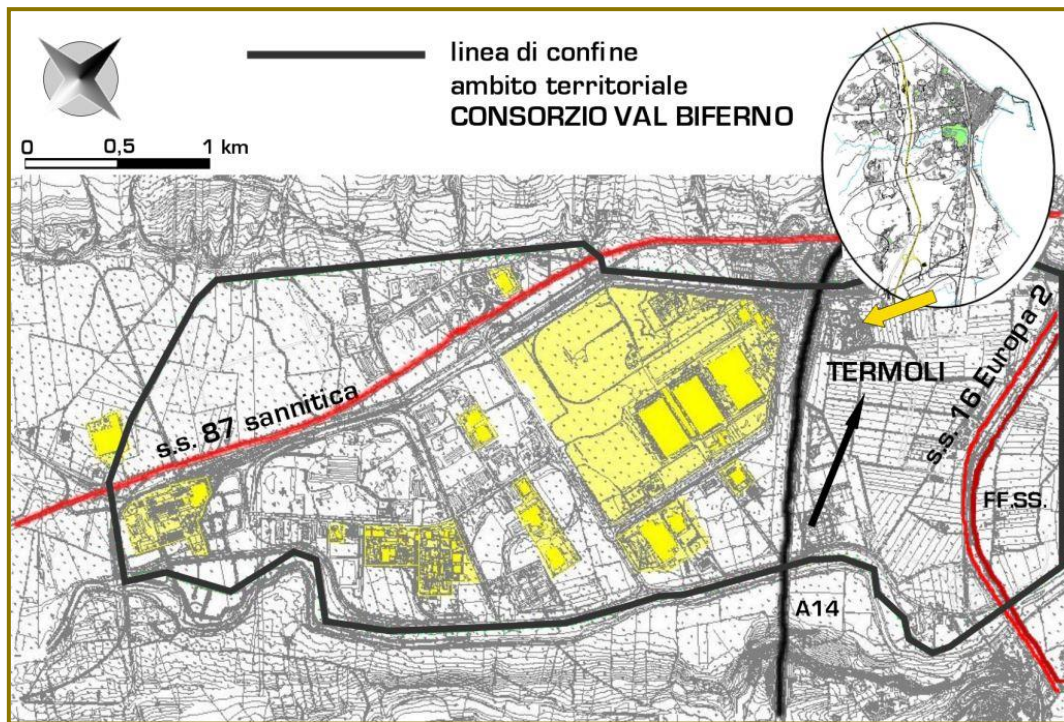 linea di confine
ambito territoriale
CONSORZIO VAL BIFERNO
0 0,5 1 km
s.s. 87 sannitica
TERMOLI
s.s. 16 Europa 2
FF.SS.
A14